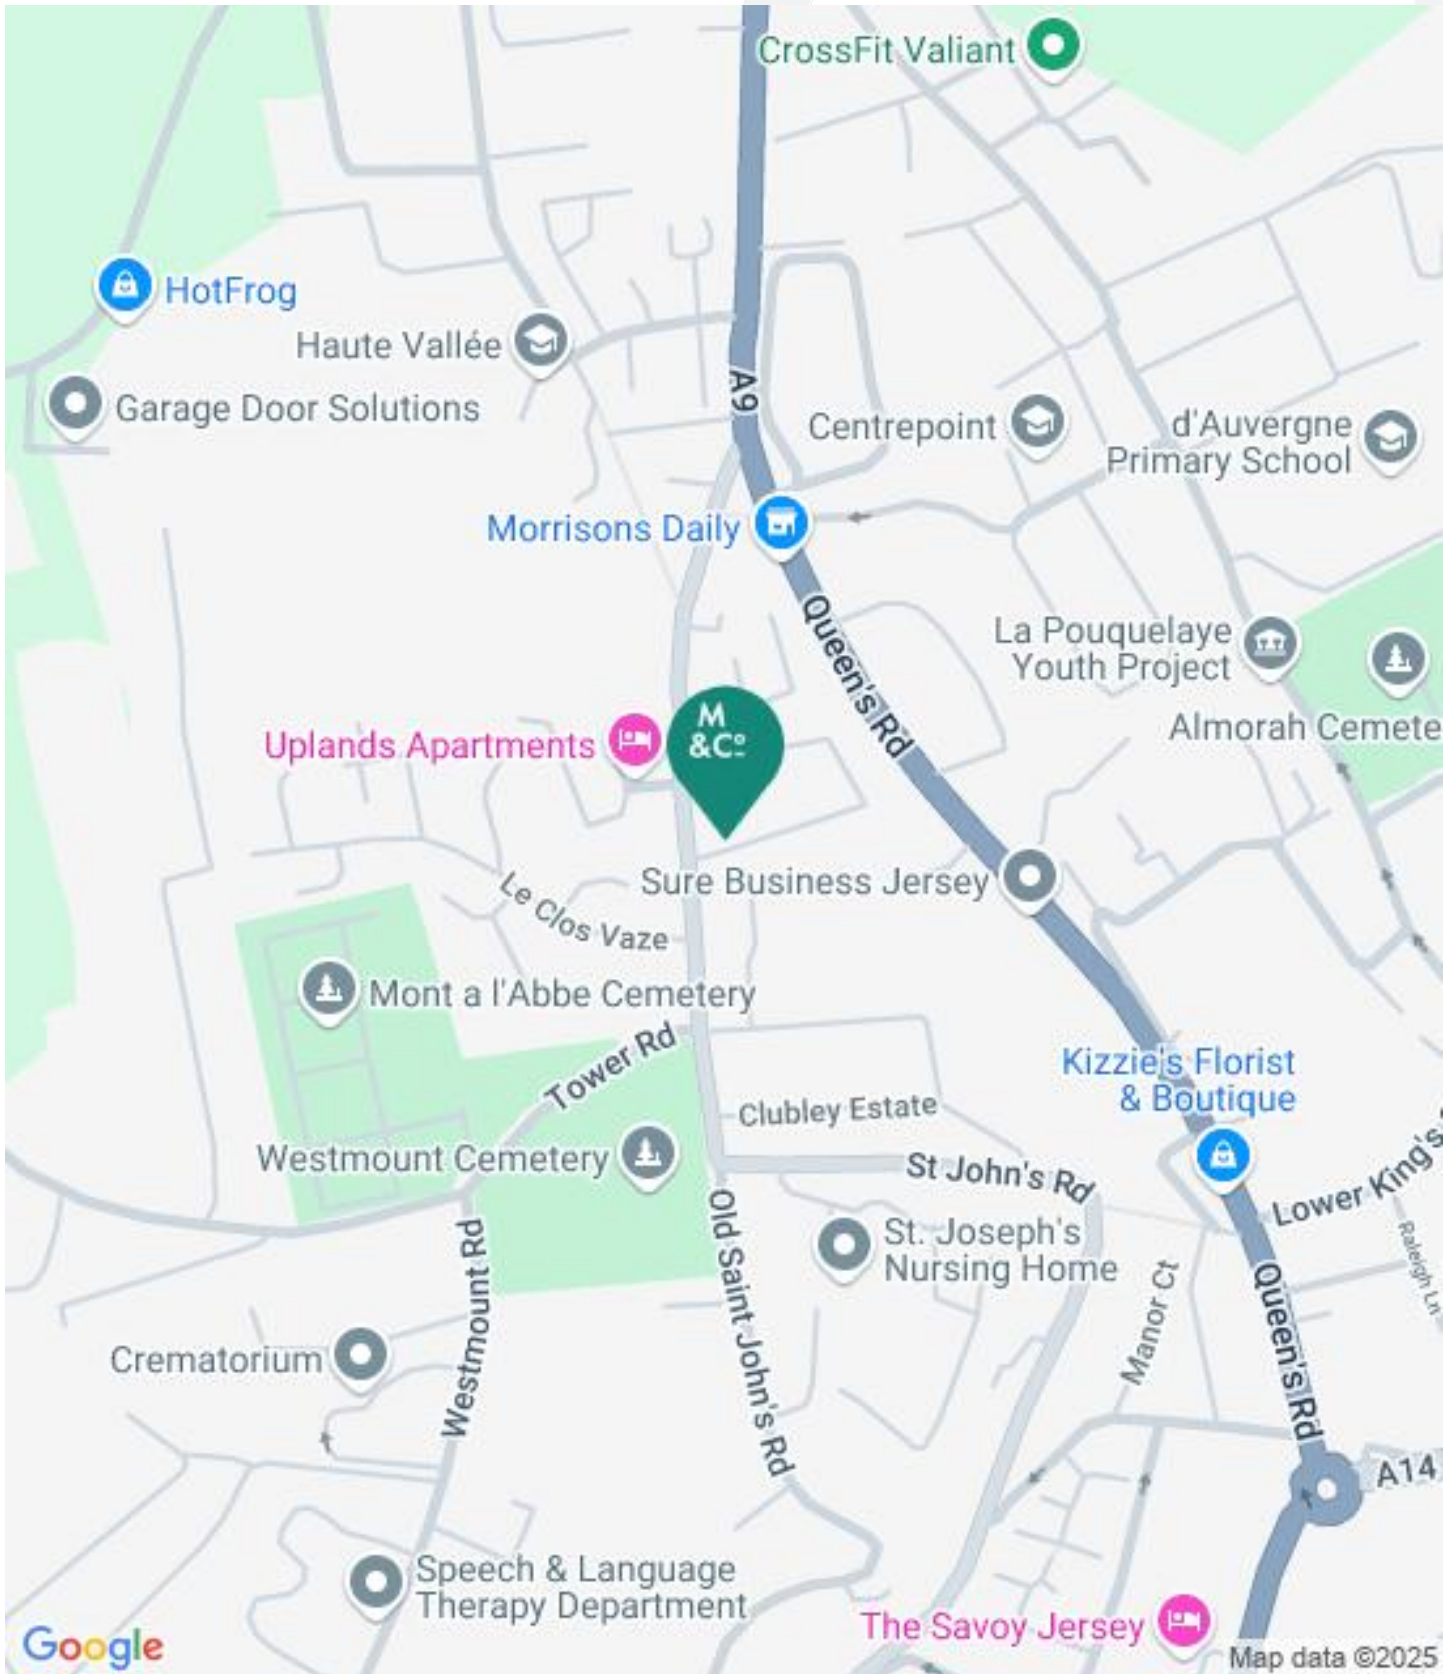 CrossFit Valiant
HotFrog
Haute Vallée
Garage Door Solutions
A9
Centrepoint
d'Auvergne
Primary School
Morrisons Daily
Queen's Rd
La Pouquelaye
Youth Project
Almorah Cemete
M
&Co
Uplands Apartments
Sure Business Jersey
Le Clos Vaze
Mont a l'Abbe Cemetery
Tower Rd
Kizzie's Florist
& Boutique
Clubley Estate
Westmount Cemetery
St John's Rd
Lower King's
Old Saint John's Rd
St. Joseph's
Nursing Home
Raleigh Ln
Westmount Rd
Manor Ct
Queen's Rd
Crematorium
A14
Speech & Language
Therapy Department
The Savoy Jersey
Google
Map data ©2025